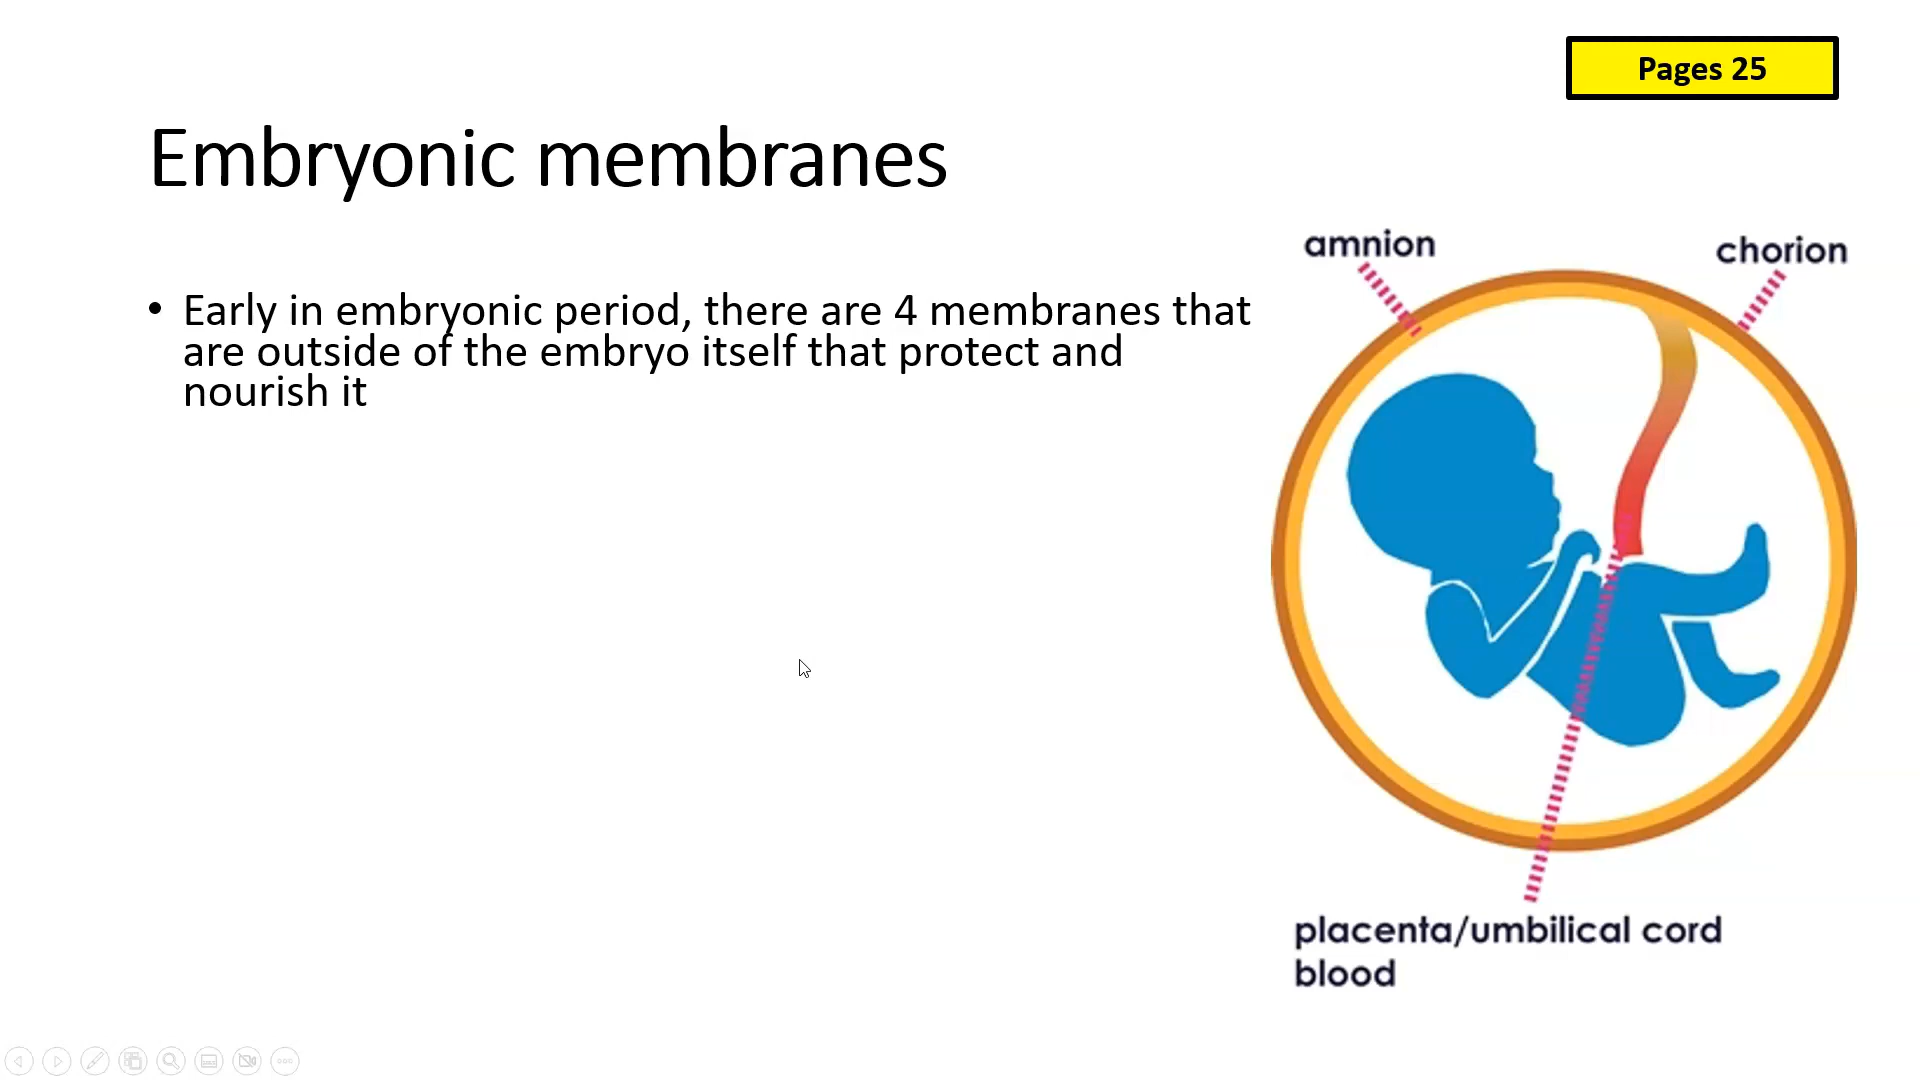 Pages 25
Embryonic membranes
• Early in embryonic period, there are 4 membranes that
are outside of the embryo itself that protect and
nourish it
amnion
chorion
placenta/umbilical cord
blood